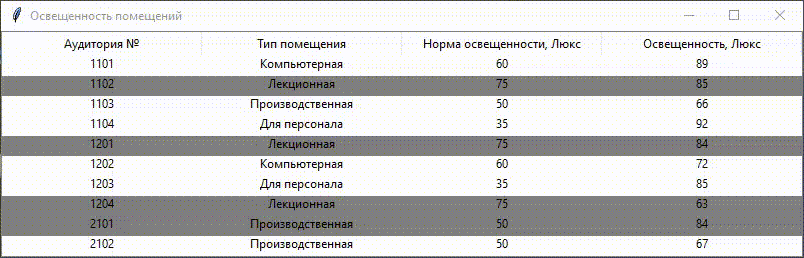 Освещенность помещений
Аудитория № Тип помещения Норма освещенности, Люкс Освещенность, Люкс
1101 Компьютерная 60 89
1102 Лекционная 75 85
1103 Производственная 50 66
1104 Для персонала 35 92
1201 Лекционная 75 84
1202 Компьютерная 60 72
1203 Для персонала 35 85
1204 Лекционная 75 63
2101 Производственная 50 84
2102 Производственная 50 67